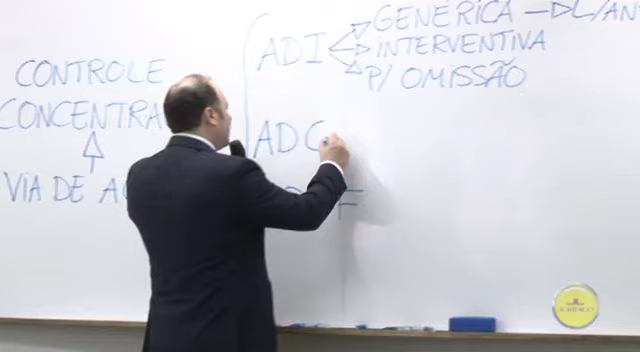 CONTROLE
CONCENTRA
VIA DE A
ADI
GENÉRICA —
INTERVENTIVA
P/ OMISSÃO
ADC
F